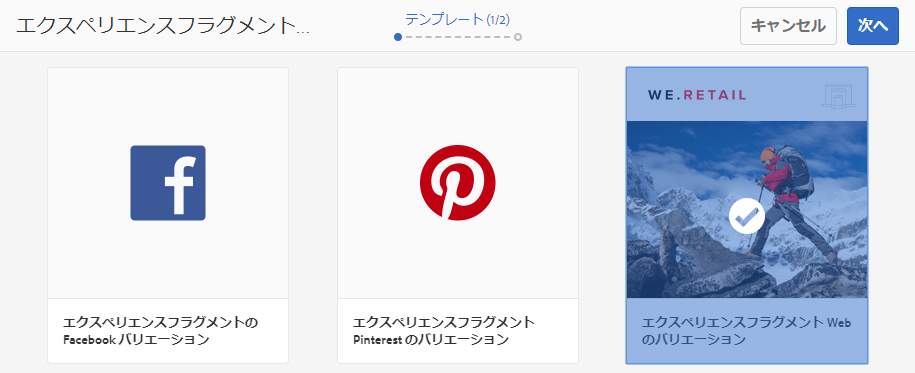 エクスペリエンスフラグメント...
テンプレート (1/2)
キャンセル
次へ
WE.RETAIL
エクスペリエンスフラグメントの
Facebook バリエーション
エクスペリエンスフラグメント
Pinterest のバリエーション
エクスペリエンスフラグメント Web
のバリエーション